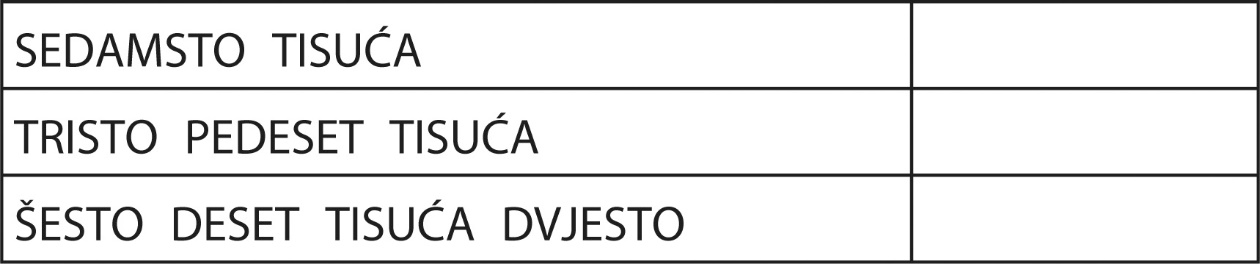 SEDAMSTO TISUĆA
TRISTO PEDESET TISUĆA
ŠESTO DESET TISUĆA DVJESTO